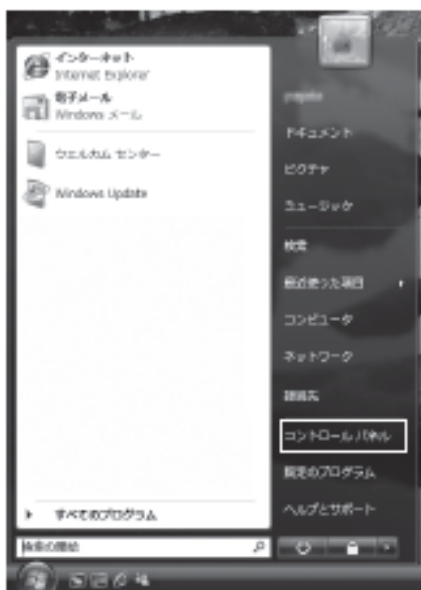 インターネット
Internet Explorer
電子メール
Windows メール
ウェルカム センター
Windows Update
すべてのプログラム
検索の開始
ドキュメント
ピクチャ
ミュージック
検索
最近使った項目
コンピュータ
ネットワーク
接続先
コントロール パネル
既定のプログラム
ヘルプとサポート